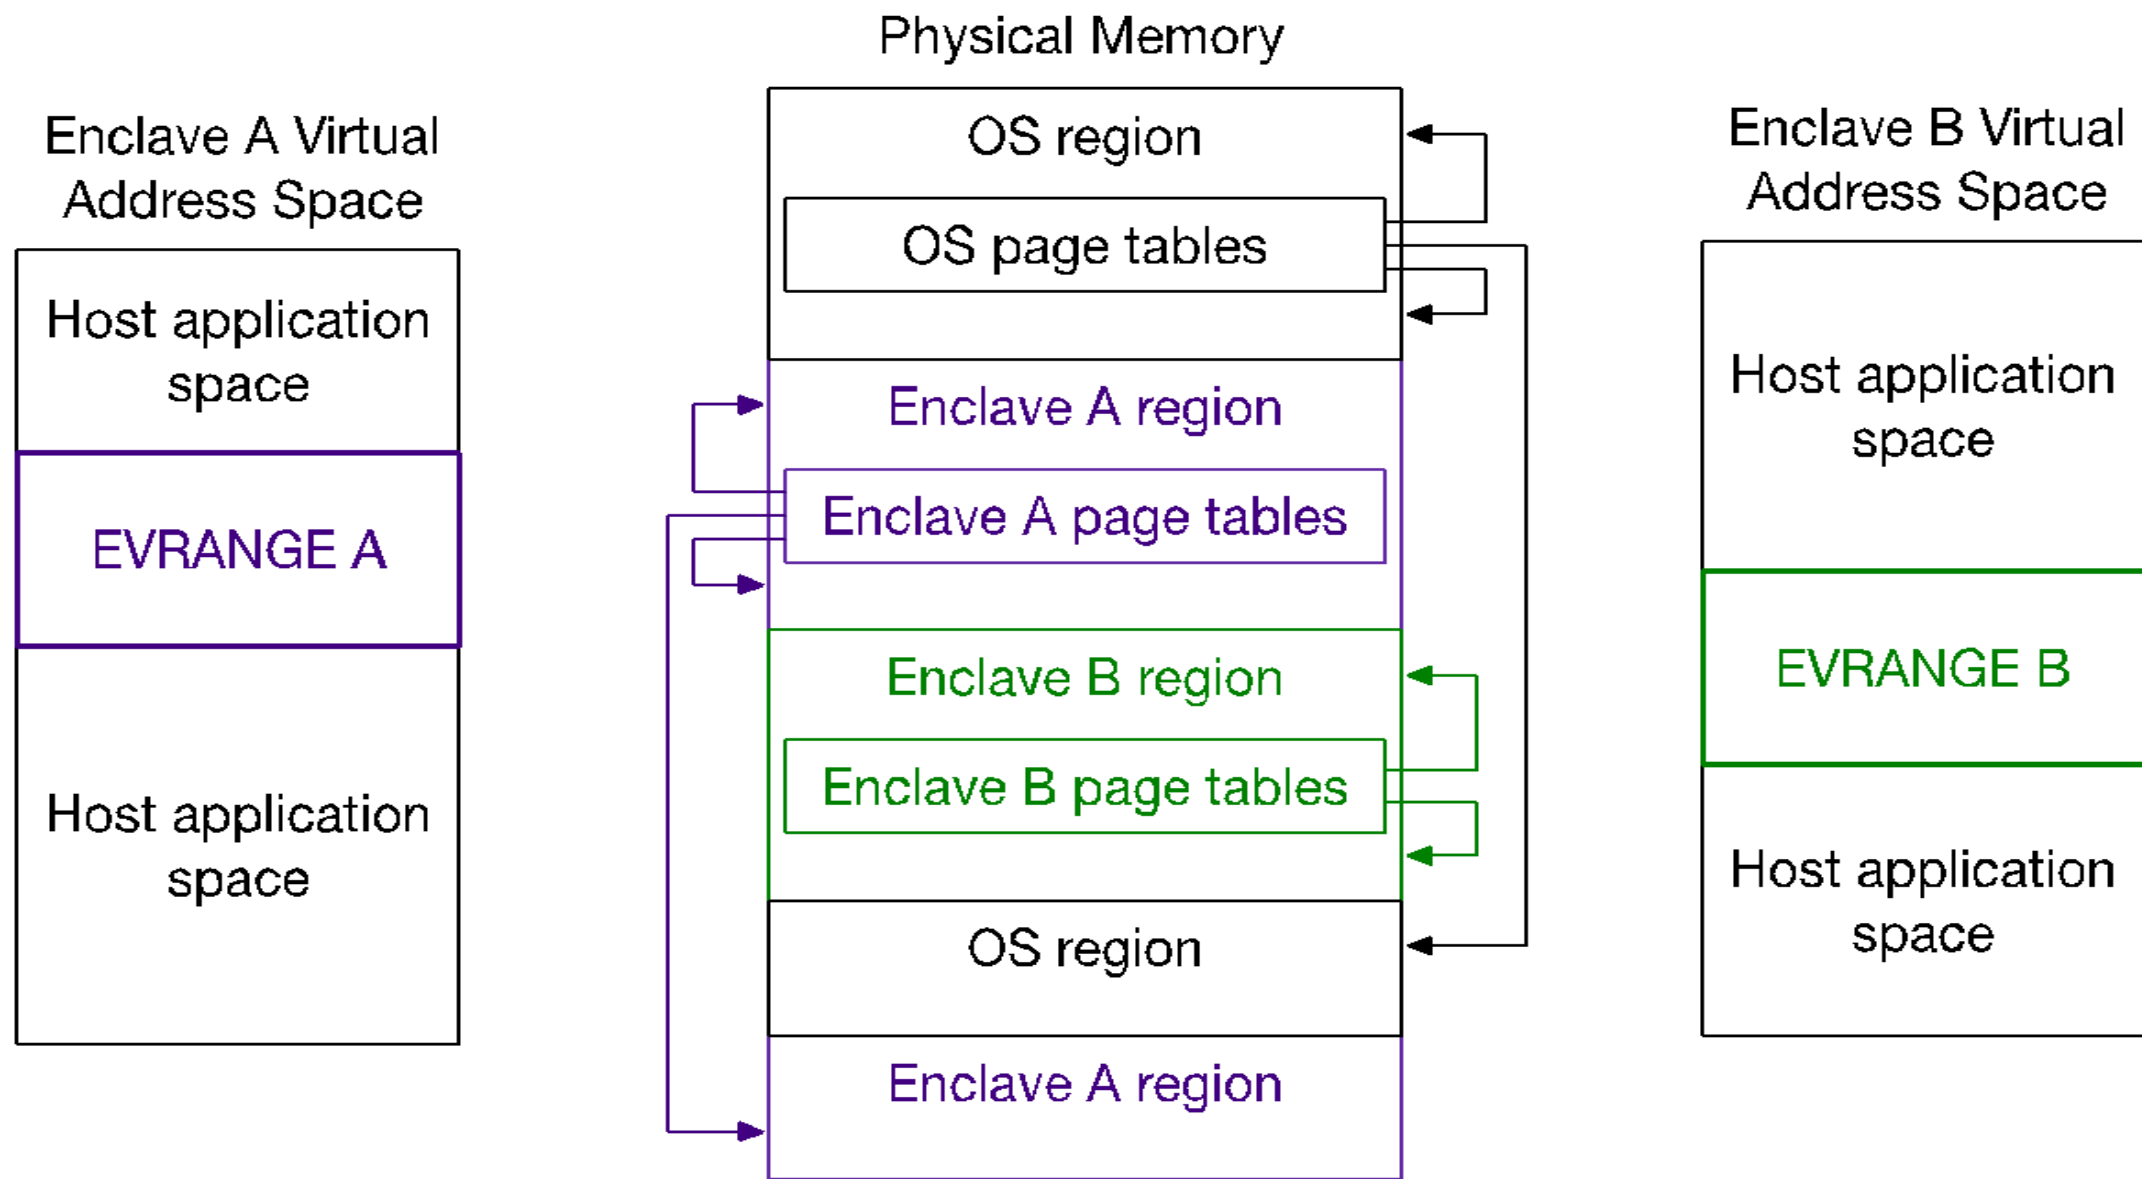 Physical Memory
Enclave A Virtual
Address Space
Host application
space
EVRANGE A
Host application
space
OS region
OS page tables
Enclave A region
Enclave A page tables
Enclave B region
Enclave B page tables
OS region
Enclave A region
Enclave B Virtual
Address Space
Host application
space
EVRANGE B
Host application
space